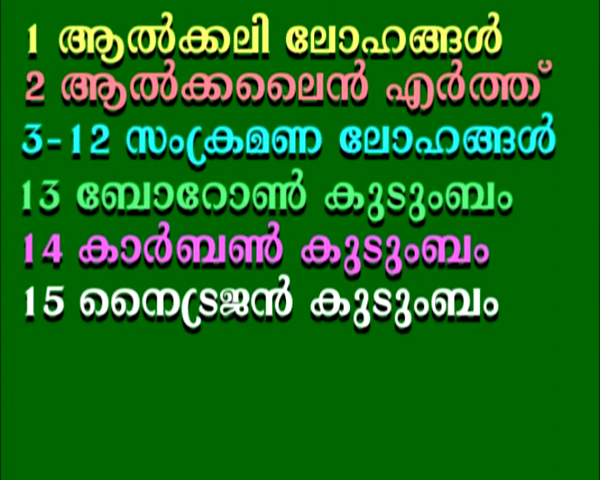 1 ആൽക്കലി ലോഹങ്ങൾ
2 ആൽക്കലൈൻ എർത്ത്
3-12 സംക്രമണ ലോഹങ്ങൾ
13 ബോറോൺ കുടുംബം
14 കാർബൺ കുടുംബം
15 നൈട്രജൻ കുടുംബം